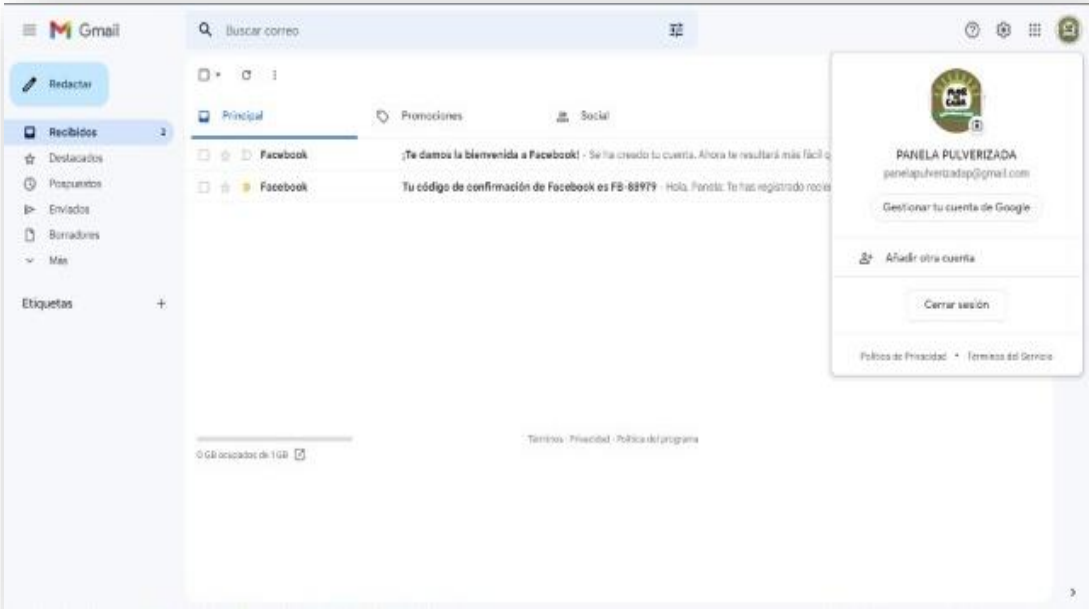 Gmail
Buscar correo
Redactar
Recibidos 2
Destacados
Pospuestos
Enviados
Borradores
Más
Etiquetas +
Principal
Promociones
Social
Facebook
¡Te damos la bienvenida a Facebook! - Se ha creado tu cuenta. Ahora te resultará más fácil
Facebook
Tu código de confirmación de Facebook es FB-88979 - Hola, Panela: Te has registrado
0 GB ocupados de 1 GB
Términos · Privacidad · Política del programa
PANELA PULVERIZADA
panelapulverizadap@gmail.com
Gestionar tu cuenta de Google
Añadir otra cuenta
Cerrar sesión
Política de Privacidad • Términos del Servicio